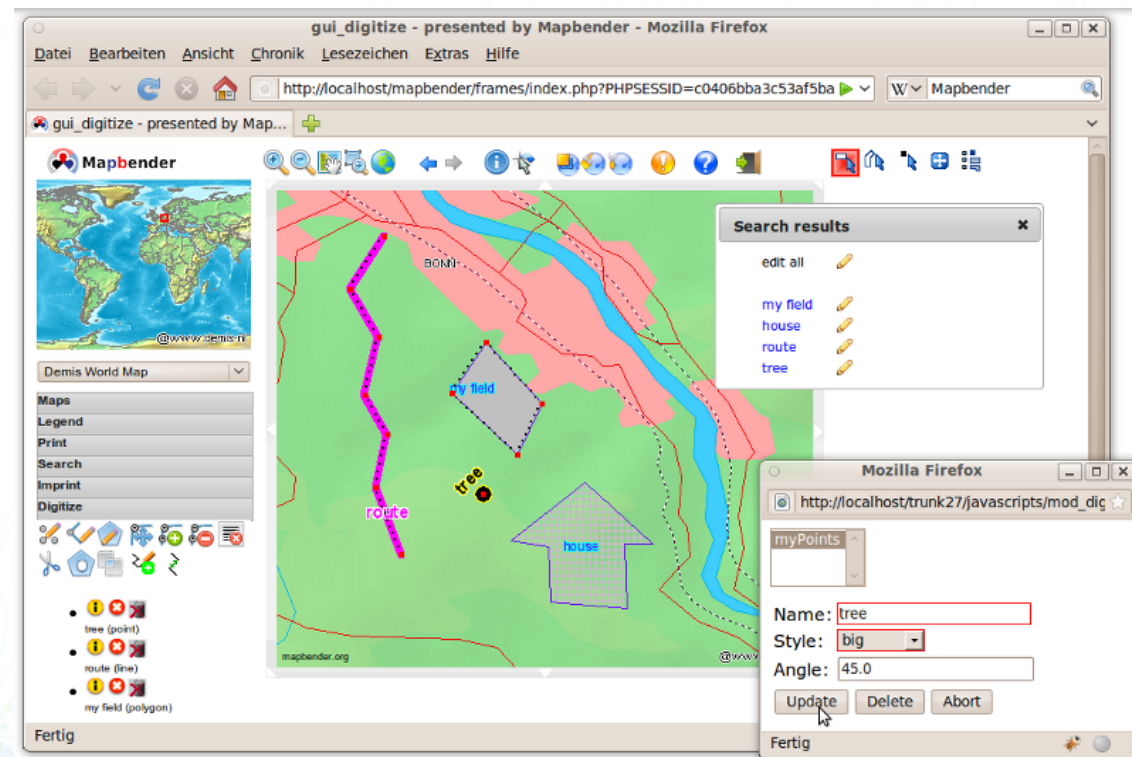 gui_digitize - presented by Mapbender - Mozilla Firefox
Datei Bearbeiten Ansicht Chronik Lesezeichen Extras Hilfe
http://localhost/mapbender/frames/index.php?PHPSESSID=c0406bba3c53af5ba
W Mapbender
gui_digitize - presented by Map...
Mapbender
@www.demis.nl
Demis World Map
Maps
Legend
Print
Search
Imprint
Digitize
tree (point)
route (line)
my field (polygon)
BONN
my field
tree
route
house
mapbender.org
@www
Search results
edit all
my field
house
route
tree
Mozilla Firefox
http://localhost/trunk27/javascripts/mod_dig
myPoints
Name: tree
Style: big
Angle: 45.0
Update Delete Abort
Fertig
Fertig